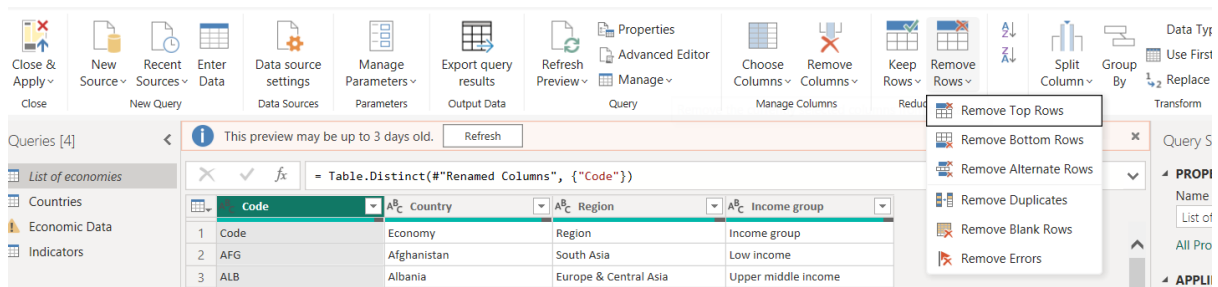 Close & Apply
New Source
Recent Sources
Enter Data
Data source settings
Manage Parameters
Export query results
Refresh Preview
Properties
Advanced Editor
Manage
Choose Columns
Remove Columns
Keep Rows
Remove Rows
Split Column
Group By
Data Typ
Use First
Replace
Close
New Query
Data Sources
Parameters
Output Data
Query
Manage Columns
Reduc
Transform
Remove Top Rows
Remove Bottom Rows
Remove Alternate Rows
Remove Duplicates
Remove Blank Rows
Remove Errors
Queries [4]
List of economies
Countries
Economic Data
Indicators
This preview may be up to 3 days old.
Refresh
fx
= Table.Distinct(#"Renamed Columns", {"Code"})
Code
ABC Country
ABC Region
ABC Income group
1 Code Economy Region Income group
2 AFG Afghanistan South Asia Low income
3 ALB Albania Europe & Central Asia Upper middle income
Query S
PROPE
Name
List of
All Pro
APPLI